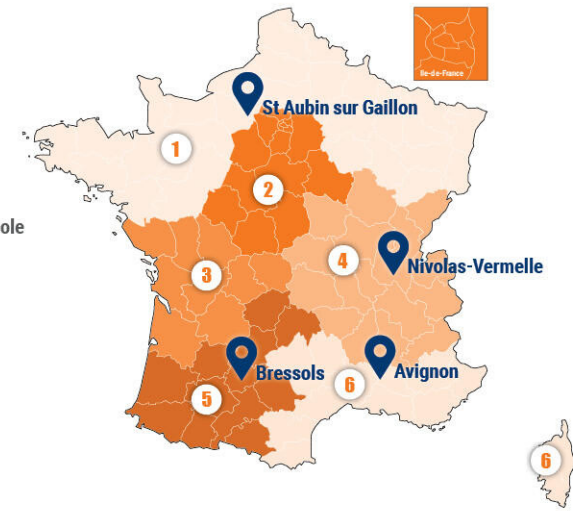 Ile-de-France
St Aubin sur Gaillon
1
2
ole
3
4
Nivolas-Vermelle
Bressols
Avignon
5
6
6